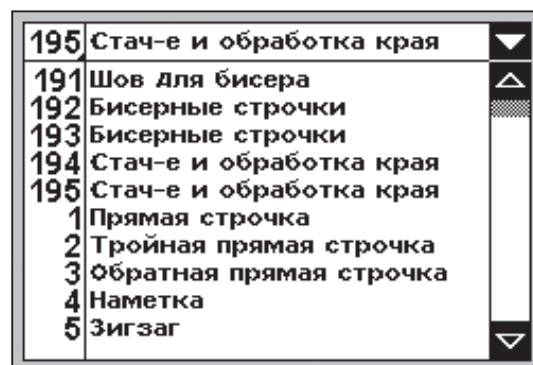 195 Стач-е и обработка края
191 Шов для бисера
192 Бисерные строчки
193 Бисерные строчки
194 Стач-е и обработка края
195 Стач-е и обработка края
1 Прямая строчка
2 Тройная прямая строчка
3 Обратная прямая строчка
4 Наметка
5 Зигзаг